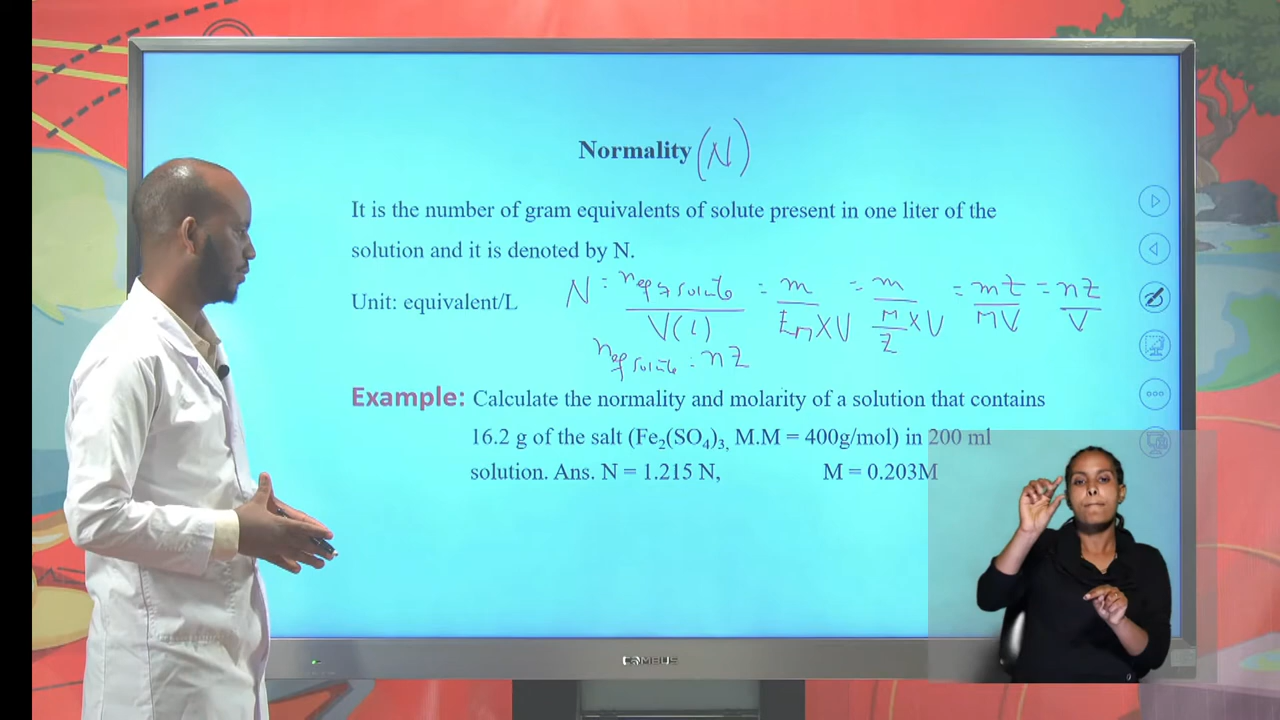 Normality (N)
It is the number of gram equivalents of solute present in one liter of the
solution and it is denoted by N.
Unit: equivalent/L
N = neq solute / V(L) = m / Em × V = m / (M/Z) × V = mZ / MV = nZ / V
neq solute = nZ
Example: Calculate the normality and molarity of a solution that contains
16.2 g of the salt (Fe₂(SO₄)₃, M.M = 400g/mol) in 200 ml
solution. Ans. N = 1.215 N, M = 0.203M